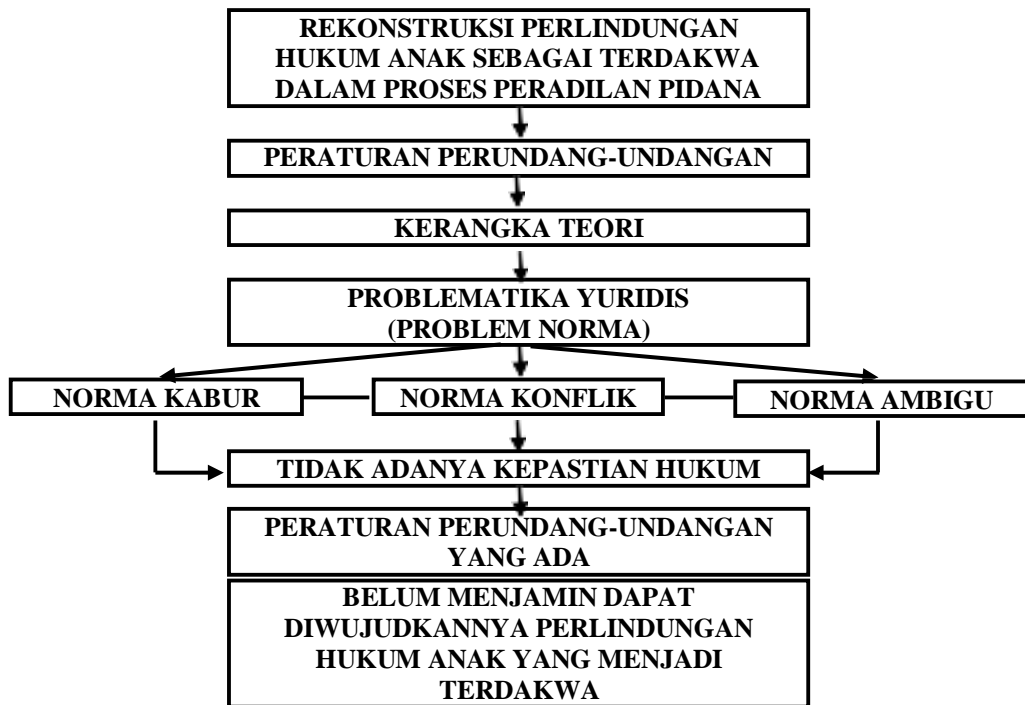 REKONSTRUKSI PERLINDUNGAN
HUKUM ANAK SEBAGAI TERDAKWA
DALAM PROSES PERADILAN PIDANA
PERATURAN PERUNDANG-UNDANGAN
KERANGKA TEORI
PROBLEMATIKA YURIDIS
(PROBLEM NORMA)
NORMA KABUR
NORMA KONFLIK
NORMA AMBIGU
TIDAK ADANYA KEPASTIAN HUKUM
PERATURAN PERUNDANG-UNDANGAN
YANG ADA
BELUM MENJAMIN DAPAT
DIWUJUDKANNYA PERLINDUNGAN
HUKUM ANAK YANG MENJADI
TERDAKWA